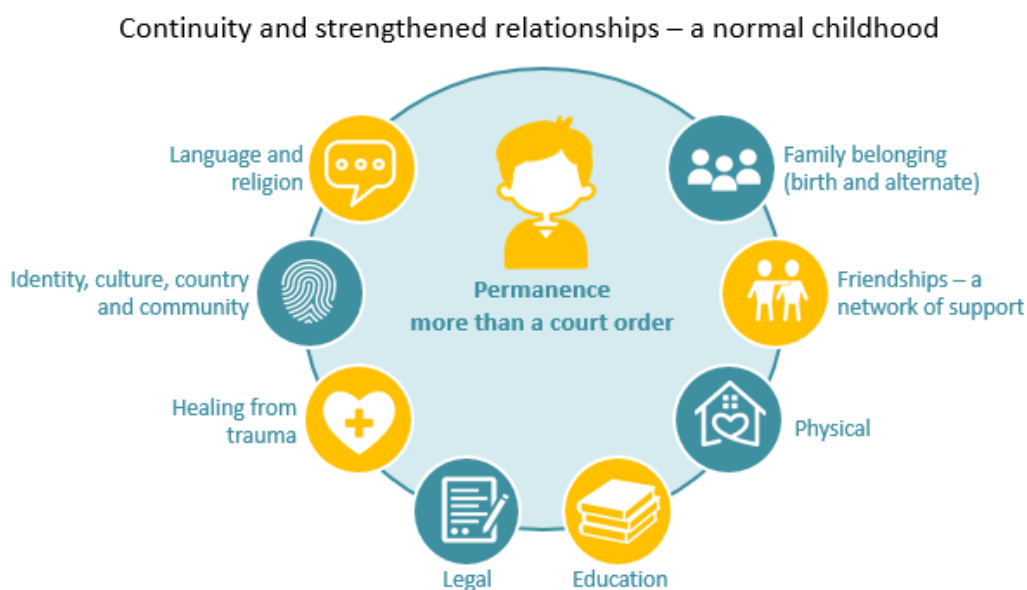 Continuity and strengthened relationships – a normal childhood
Language and
religion
Family belonging
(birth and alternate)
Identity, culture, country
and community
Permanence
more than a court order
Friendships – a
network of support
Healing from
trauma
Physical
Legal
Education